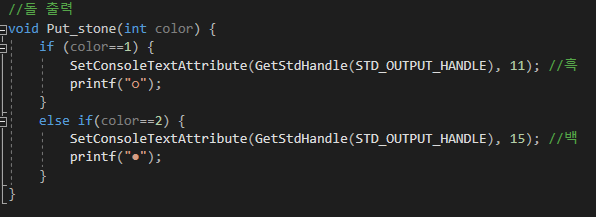 //돌 출력
void Put_stone(int color) {
if (color==1) {
SetConsoleTextAttribute(GetStdHandle(STD_OUTPUT_HANDLE), 11); //흑
printf("○");
}
else if(color==2) {
SetConsoleTextAttribute(GetStdHandle(STD_OUTPUT_HANDLE), 15); //백
printf("●");
}
}